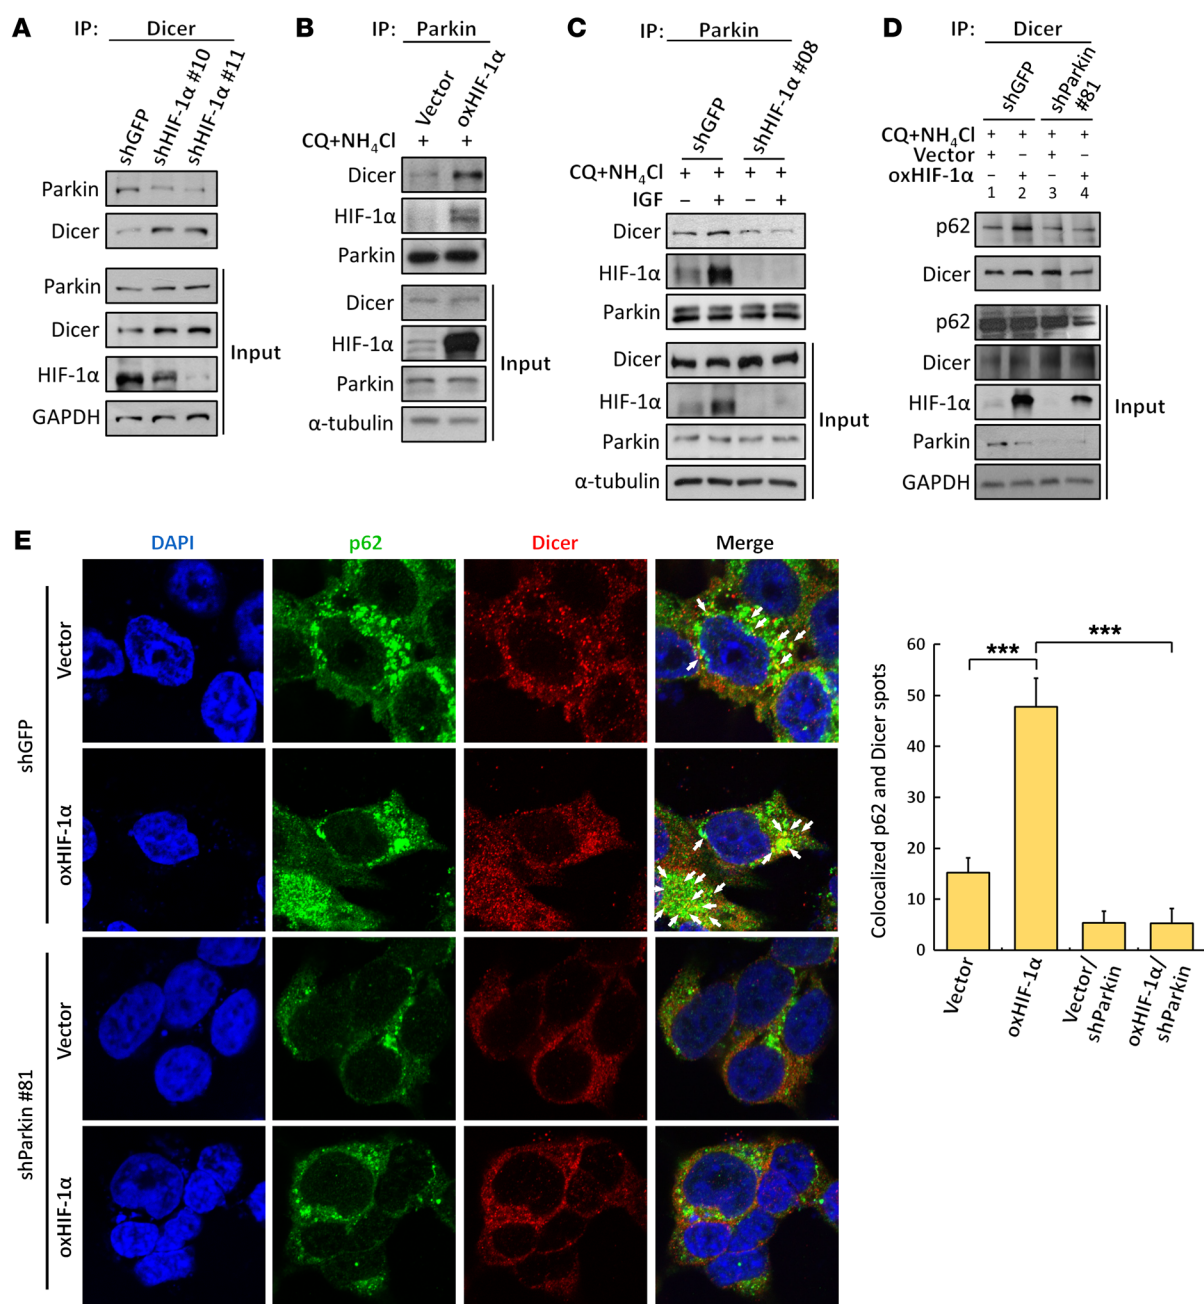 A
IP: Dicer
shGFP
shHIF-1α #10
shHIF-1α #11
Parkin
Dicer
Parkin
Dicer
HIF-1α
GAPDH
Input
B
IP: Parkin
Vector
oxHIF-1α
CQ+NH4Cl + +
Dicer
HIF-1α
Parkin
Dicer
HIF-1α
Parkin
α-tubulin
Input
C
IP: Parkin
shGFP
shHIF-1α #08
CQ+NH4Cl + + + +
IGF − + − +
Dicer
HIF-1α
Parkin
Dicer
HIF-1α
Parkin
α-tubulin
Input
D
IP: Dicer
shGFP
shParkin
#81
CQ+NH4Cl + + + +
Vector + − + −
oxHIF-1α − + − +
1 2 3 4
p62
Dicer
p62
Dicer
HIF-1α
Parkin
GAPDH
Input
E
DAPI p62 Dicer Merge
shGFP
Vector
oxHIF-1α
shParkin #81
Vector
oxHIF-1α
Colocalized p62 and Dicer spots
60
50
40
30
20
10
0
***
***
Vector
oxHIF-1α
Vector/
shParkin
oxHIF-1α/
shParkin